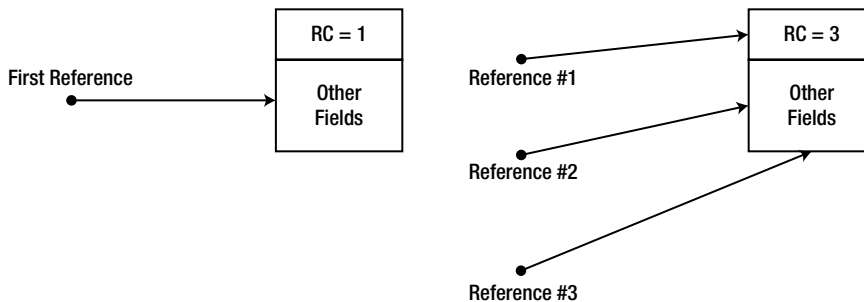 RC = 1
First Reference
Other
Fields
RC = 3
Reference #1
Other
Fields
Reference #2
Reference #3